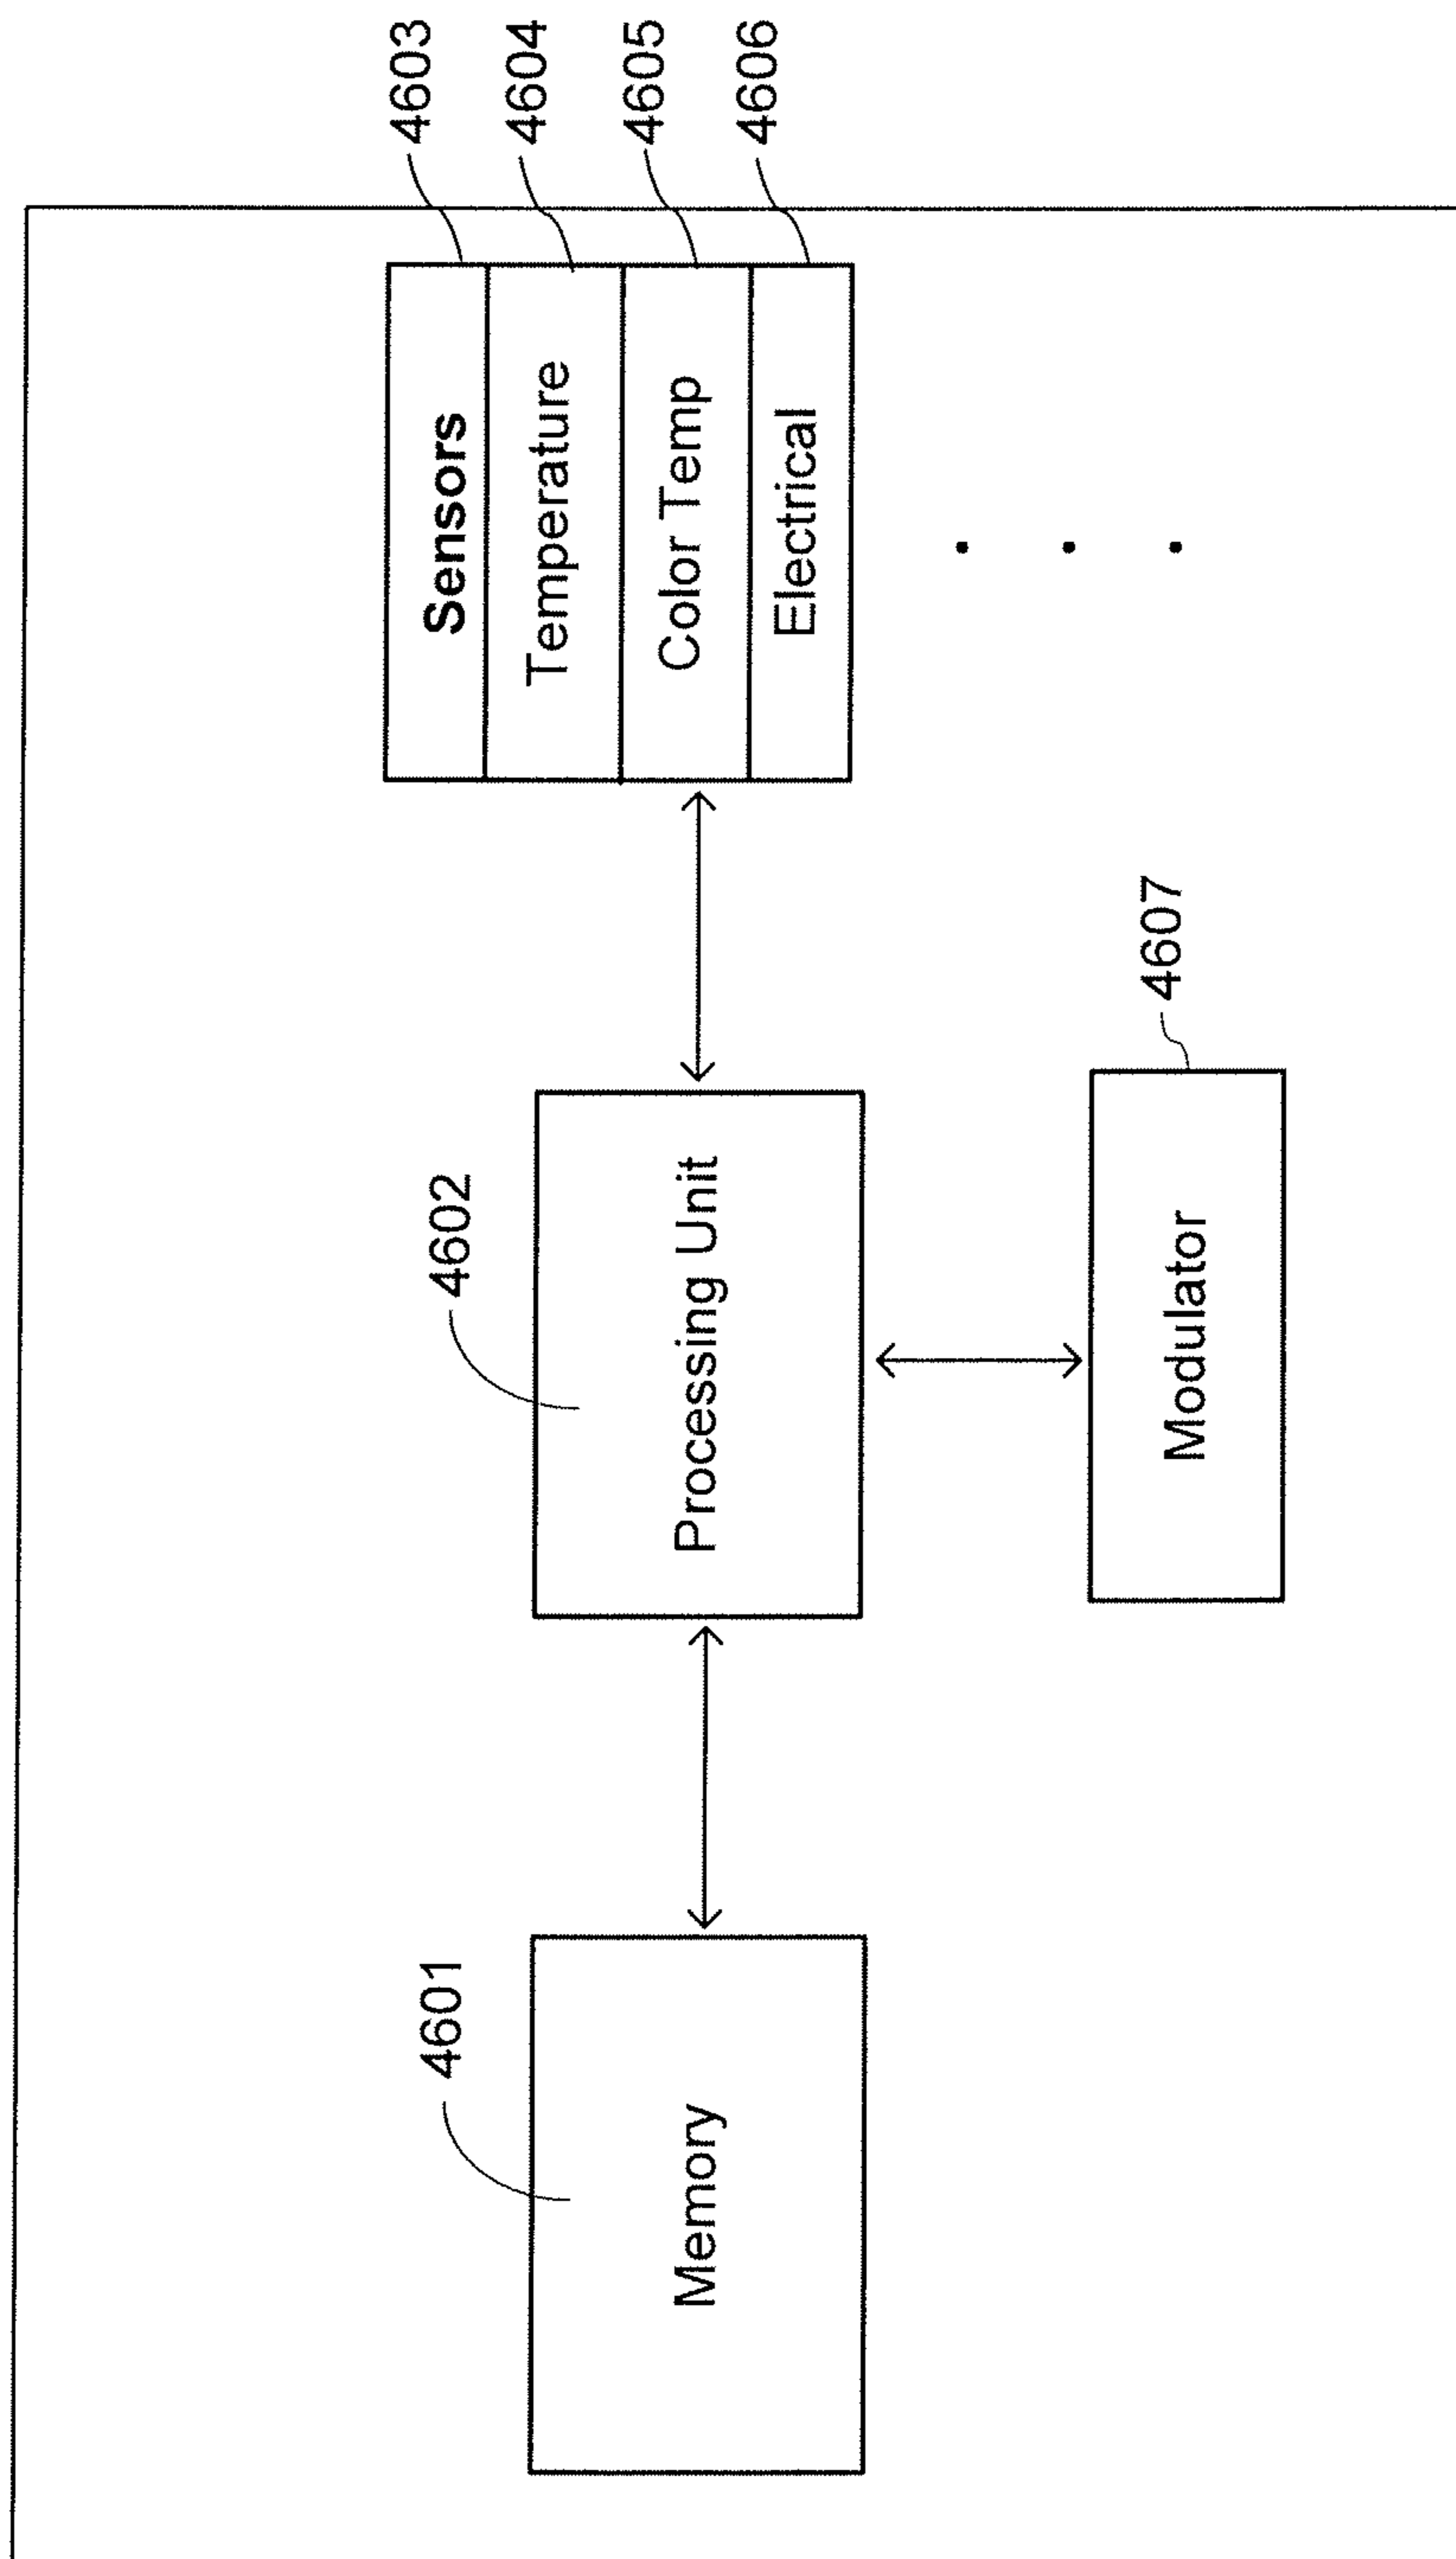 4603
Sensors
4604
Temperature
4605
Color Temp
4606
Electrical
4602
Processing Unit
4601
Memory
4607
Modulator